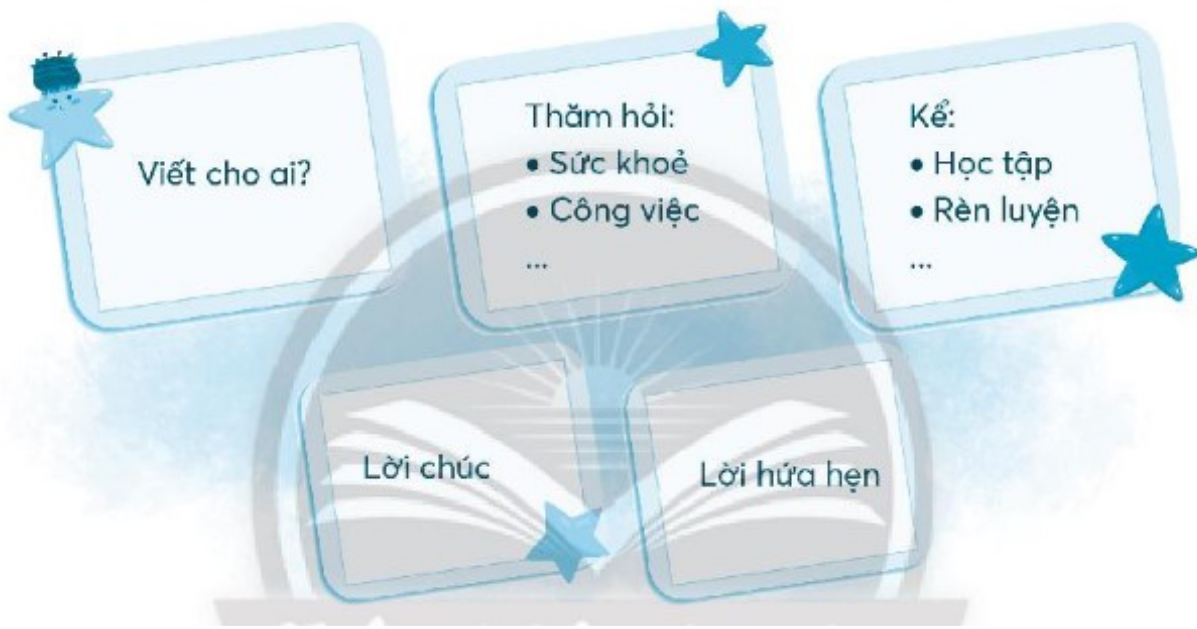 Viết cho ai?
Thăm hỏi:
• Sức khoẻ
• Công việc
...
Kể:
• Học tập
• Rèn luyện
...
Lời chúc
Lời hứa hẹn